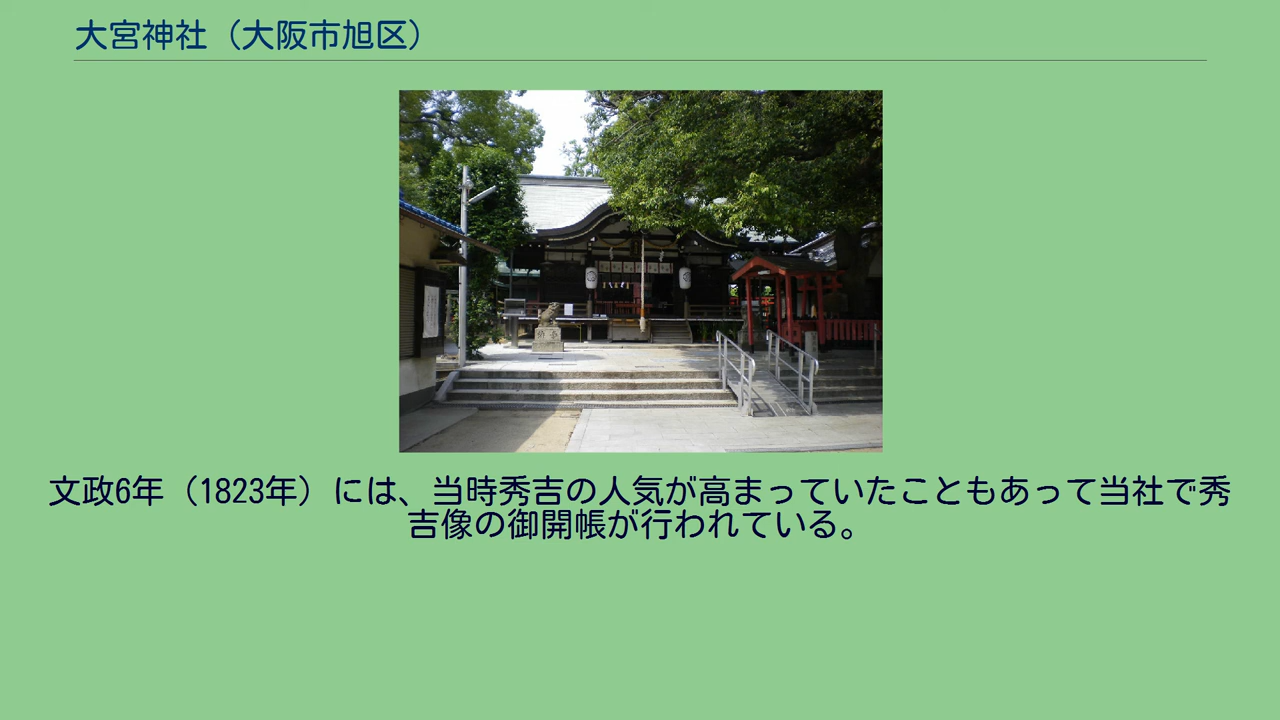 大宮神社（大阪市旭区）
文政6年（1823年）には、当時秀吉の人気が高まっていたこともあって当社で秀
吉像の御開帳が行われている。